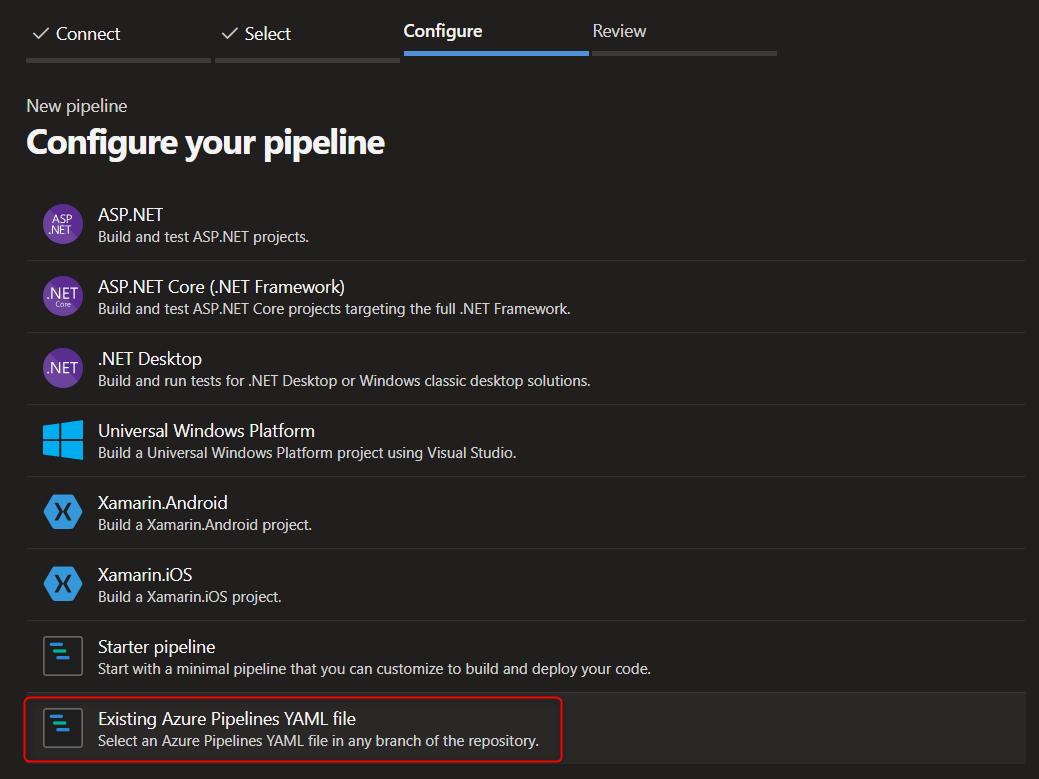 Connect
Select
Configure
Review
New pipeline
Configure your pipeline
ASP
.NET
ASP.NET
Build and test ASP.NET projects.
.NET
Core
ASP.NET Core (.NET Framework)
Build and test ASP.NET Core projects targeting the full .NET Framework.
.NET
.NET Desktop
Build and run tests for .NET Desktop or Windows classic desktop solutions.
Universal Windows Platform
Build a Universal Windows Platform project using Visual Studio.
Xamarin.Android
Build a Xamarin.Android project.
Xamarin.iOS
Build a Xamarin.iOS project.
Starter pipeline
Start with a minimal pipeline that you can customize to build and deploy your code.
Existing Azure Pipelines YAML file
Select an Azure Pipelines YAML file in any branch of the repository.